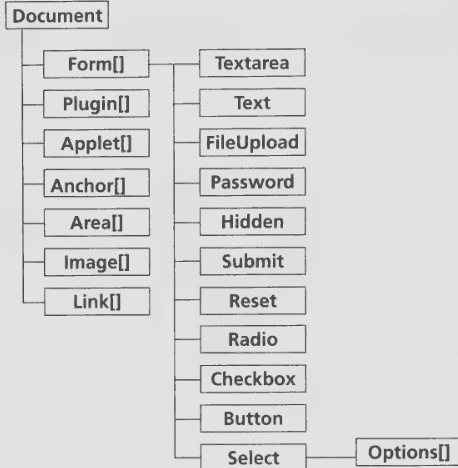 Document
Form[]
Textarea
Plugin[]
Text
Applet[]
FileUpload
Anchor[]
Password
Area[]
Hidden
Image[]
Submit
Link[]
Reset
Radio
Checkbox
Button
Select
Options[]